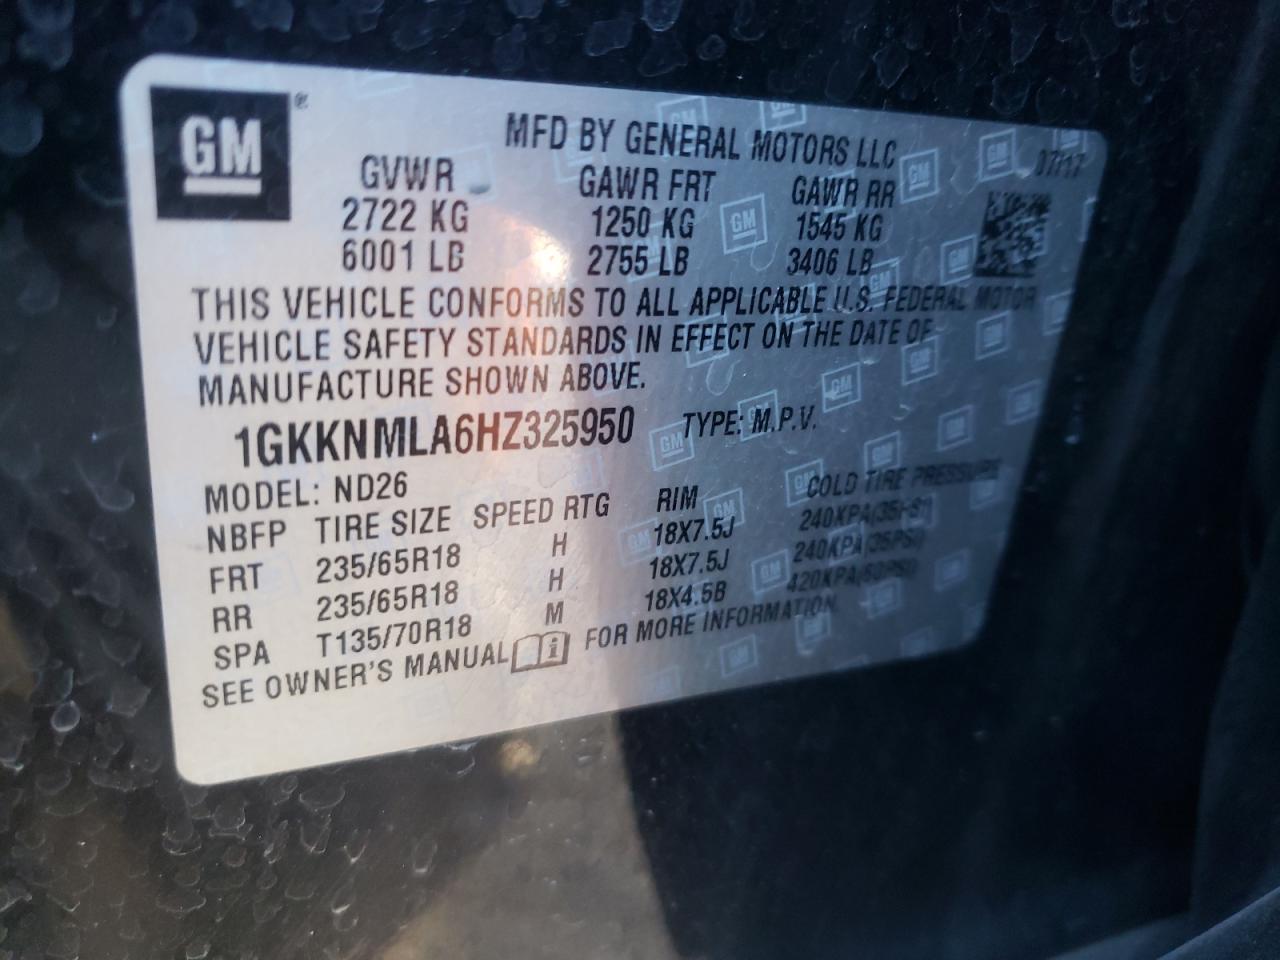 GM ®
MFD BY GENERAL MOTORS LLC
07/17
GVWR GAWR FRT GAWR RR
2722 KG 1250 KG 1545 KG
6001 LB 2755 LB 3406 LB
THIS VEHICLE CONFORMS TO ALL APPLICABLE U.S. FEDERAL MOTOR
VEHICLE SAFETY STANDARDS IN EFFECT ON THE DATE OF
MANUFACTURE SHOWN ABOVE.
1GKKNMLA6HZ325950 TYPE: M.P.V.
MODEL: ND26
NBFP TIRE SIZE SPEED RTG RIM COLD TIRE PRESSURE
FRT 235/65R18 H 18X7.5J 240KPA(35PSI)
RR 235/65R18 H 18X7.5J 240KPA(35PSI)
SPA T135/70R18 M 18X4.5B 420KPA(60PSI)
SEE OWNER'S MANUAL FOR MORE INFORMATION